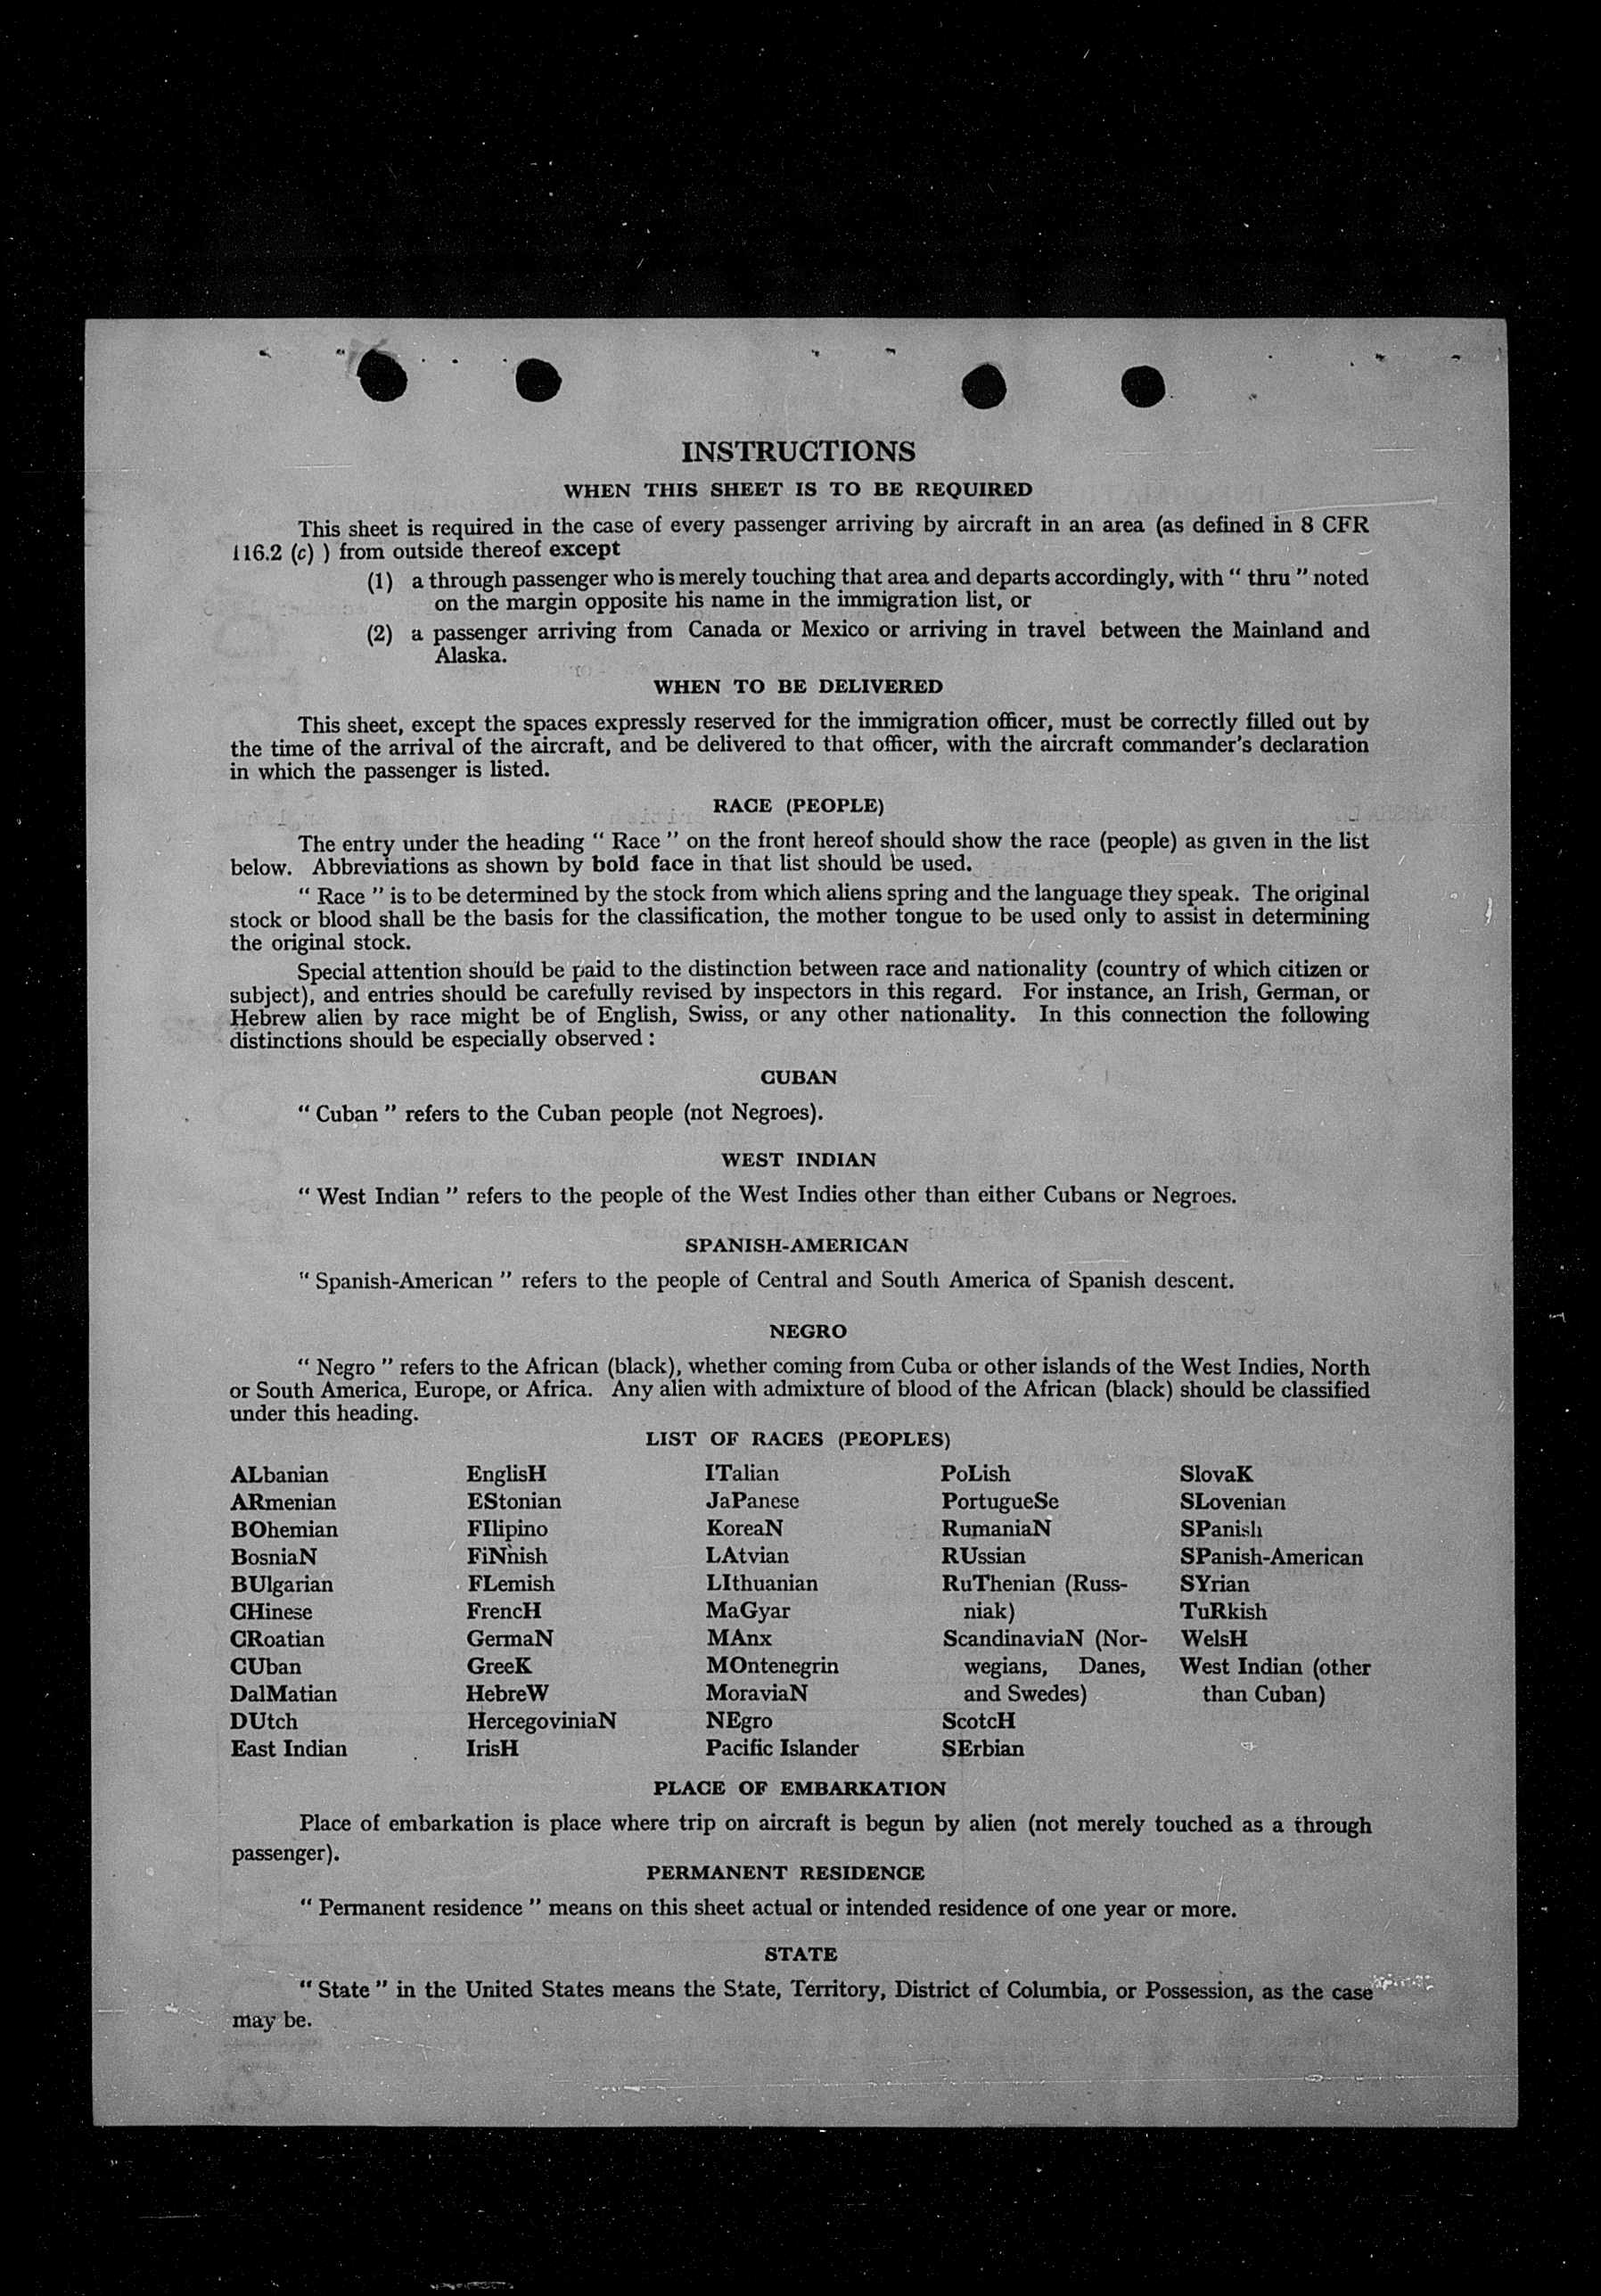 INSTRUCTIONS
WHEN THIS SHEET IS TO BE REQUIRED
This sheet is required in the case of every passenger arriving by aircraft in an area (as defined in 8 CFR
116.2 (c) ) from outside thereof except
(1) a through passenger who is merely touching that area and departs accordingly, with “ thru ” noted
on the margin opposite his name in the immigration list, or
(2) a passenger arriving from Canada or Mexico or arriving in travel between the Mainland and
Alaska.
WHEN TO BE DELIVERED
This sheet, except the spaces expressly reserved for the immigration officer, must be correctly filled out by
the time of the arrival of the aircraft, and be delivered to that officer, with the aircraft commander's declaration
in which the passenger is listed.
RACE (PEOPLE)
The entry under the heading “ Race ” on the front hereof should show the race (people) as given in the list
below. Abbreviations as shown by bold face in that list should be used.
“ Race ” is to be determined by the stock from which aliens spring and the language they speak. The original
stock or blood shall be the basis for the classification, the mother tongue to be used only to assist in determining
the original stock.
Special attention should be paid to the distinction between race and nationality (country of which citizen or
subject), and entries should be carefully revised by inspectors in this regard. For instance, an Irish, German, or
Hebrew alien by race might be of English, Swiss, or any other nationality. In this connection the following
distinctions should be especially observed :
CUBAN
“ Cuban ” refers to the Cuban people (not Negroes).
WEST INDIAN
“ West Indian ” refers to the people of the West Indies other than either Cubans or Negroes.
SPANISH-AMERICAN
“ Spanish-American ” refers to the people of Central and South America of Spanish descent.
NEGRO
“ Negro ” refers to the African (black), whether coming from Cuba or other islands of the West Indies, North
or South America, Europe, or Africa. Any alien with admixture of blood of the African (black) should be classified
under this heading.
LIST OF RACES (PEOPLES)
ALbanian
ARmenian
BOhemian
BosniaN
BUlgarian
CHinese
CRoatian
CUban
DalMatian
DUtch
East Indian
EnglisH
EStonian
FIlipino
FiNnish
FLemish
FrencH
GermaN
GreeK
HebreW
HercegoviniaN
IrisH
ITalian
JaPanese
KoreaN
LAtvian
LIthuanian
MaGyar
MAnx
MOntenegrin
MoraviaN
NEgro
Pacific Islander
PoLish
PortugueSe
RumaniaN
RUssian
RuThenian (Russ-
niak)
ScandinaviaN (Nor-
wegians, Danes,
and Swedes)
ScotcH
SErbian
SlovaK
SLovenian
SPanish
SPanish-American
SYrian
TuRkish
WelsH
West Indian (other
than Cuban)
PLACE OF EMBARKATION
Place of embarkation is place where trip on aircraft is begun by alien (not merely touched as a through
passenger).
PERMANENT RESIDENCE
“ Permanent residence ” means on this sheet actual or intended residence of one year or more.
STATE
“ State ” in the United States means the State, Territory, District of Columbia, or Possession, as the case
may be.